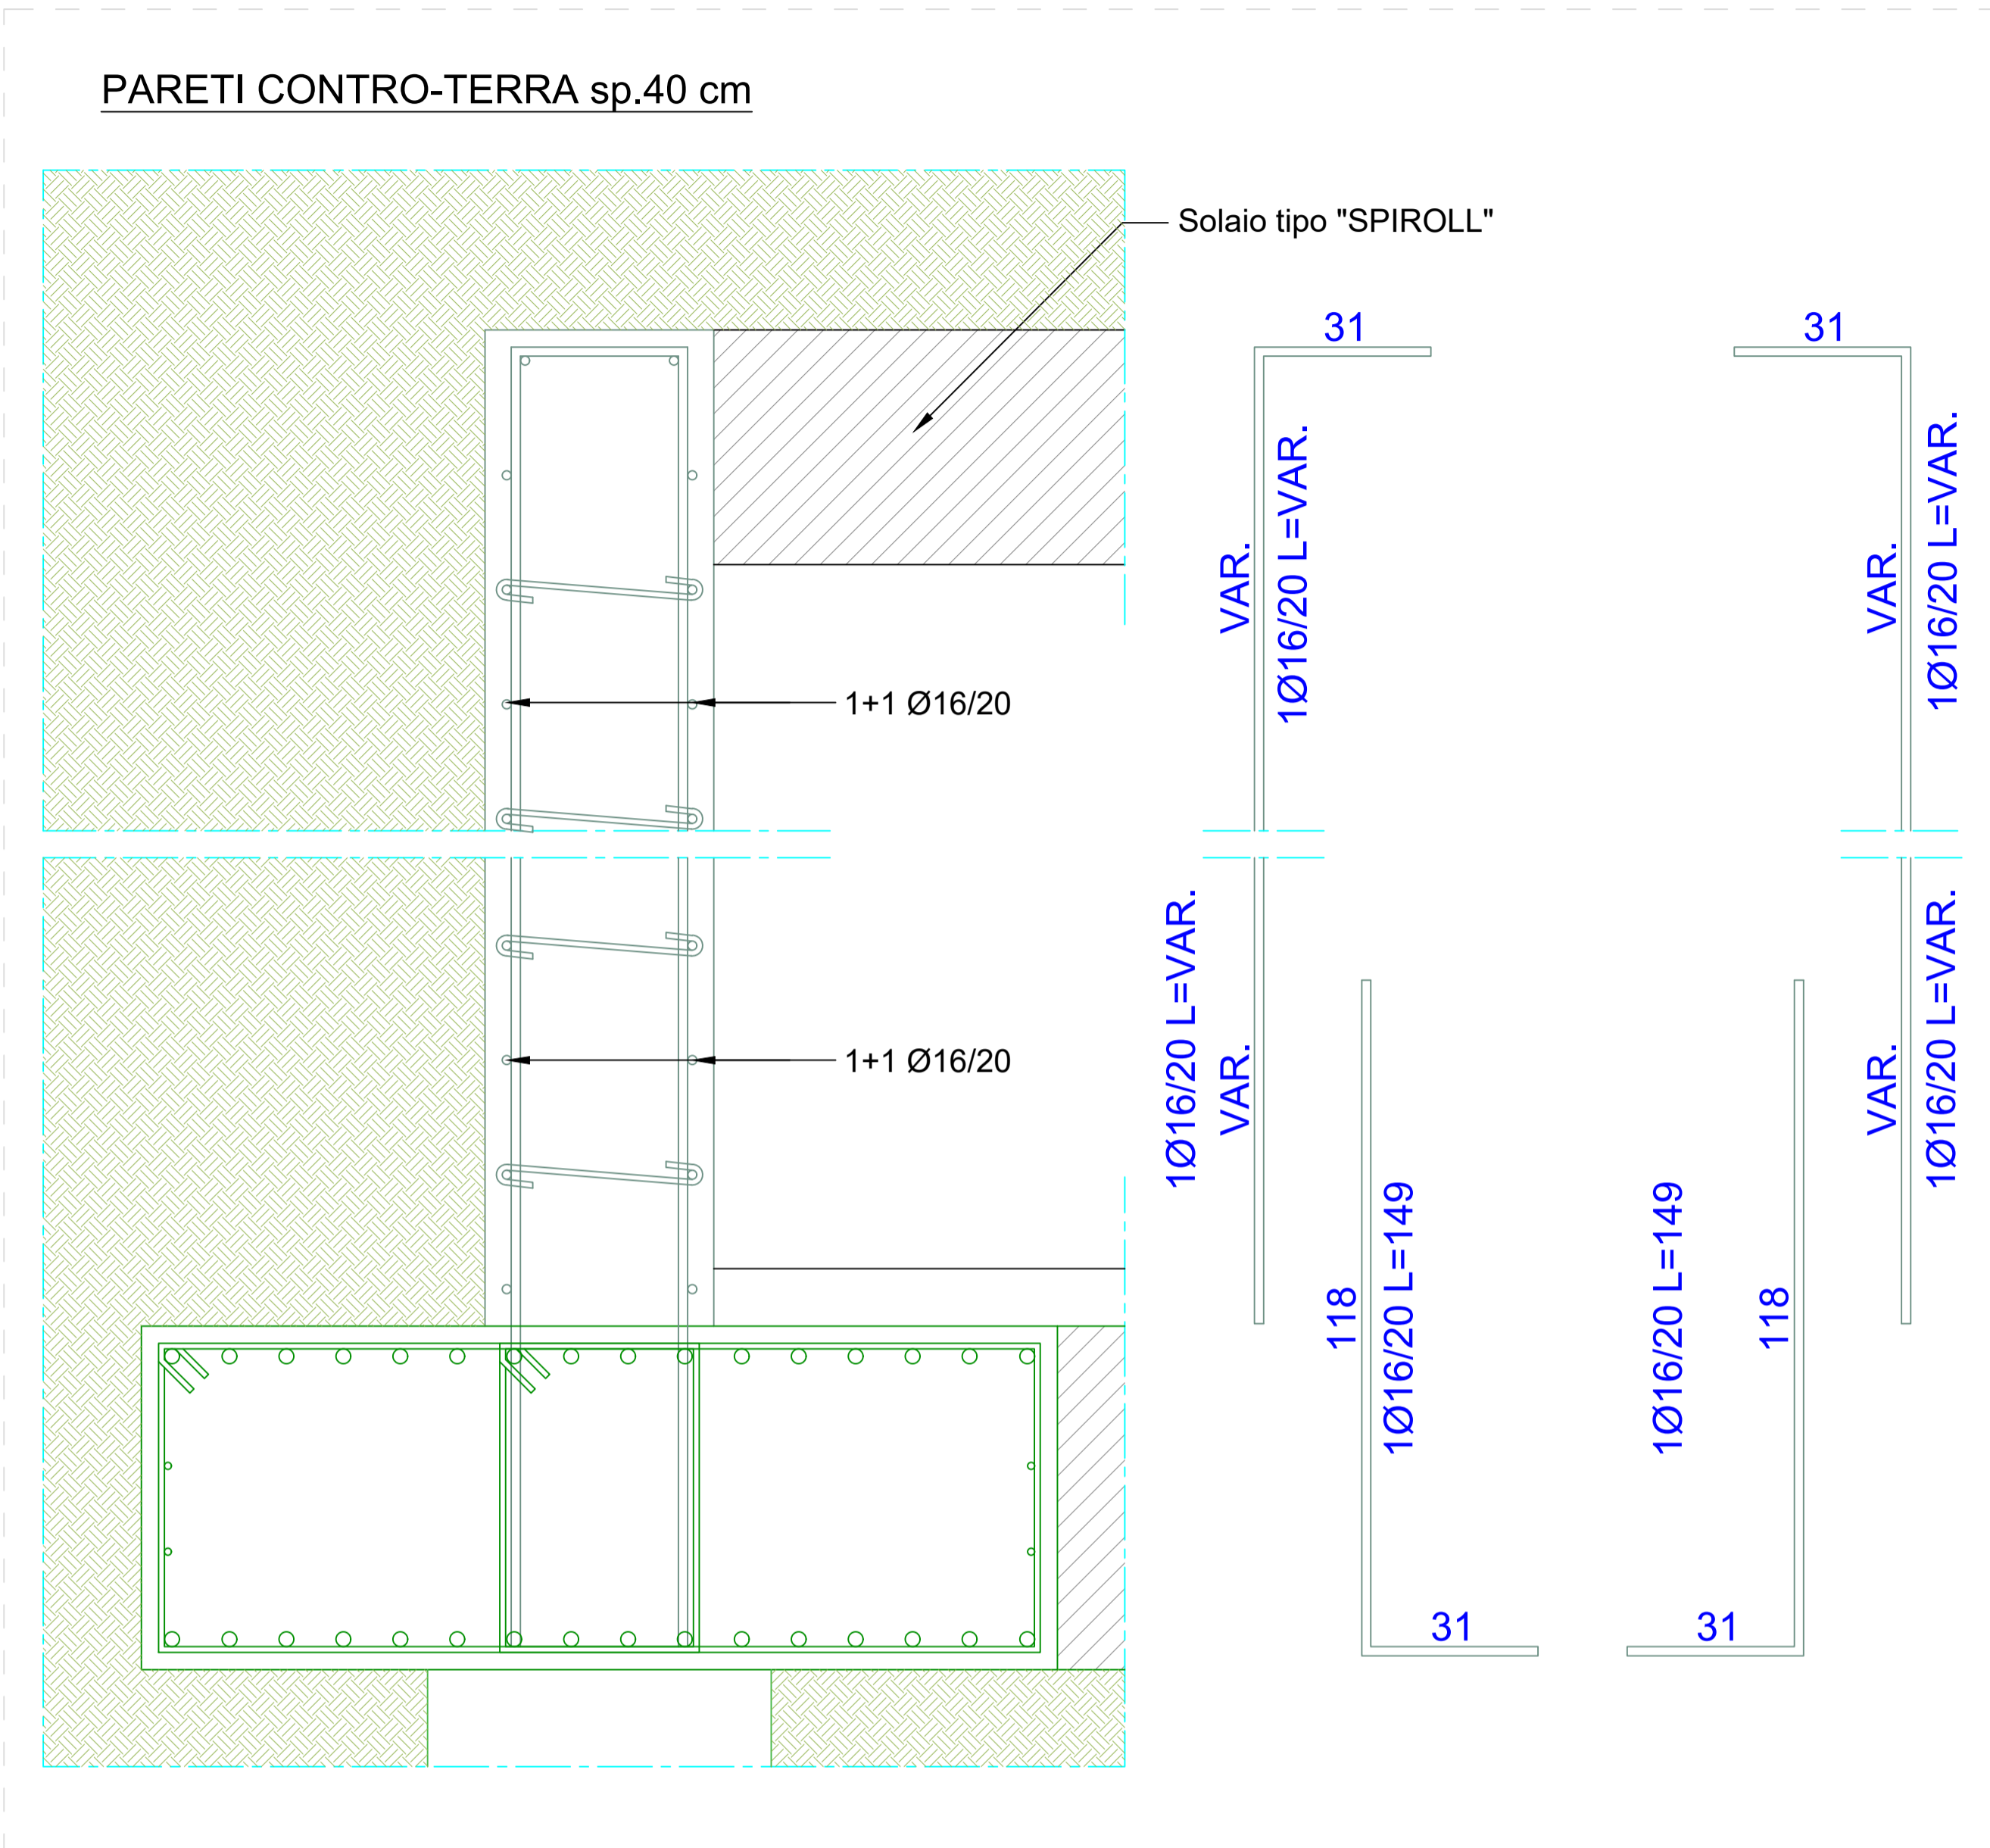 PARETI CONTRO-TERRA sp.40 cm
Solaio tipo "SPIROLL"
31
31
VAR.
1Ø16/20 L=VAR.
VAR.
1Ø16/20 L=VAR.
1+1 Ø16/20
1Ø16/20 L=VAR.
VAR.
VAR.
1Ø16/20 L=VAR.
1+1 Ø16/20
118
1Ø16/20 L=149
1Ø16/20 L=149
118
31
31